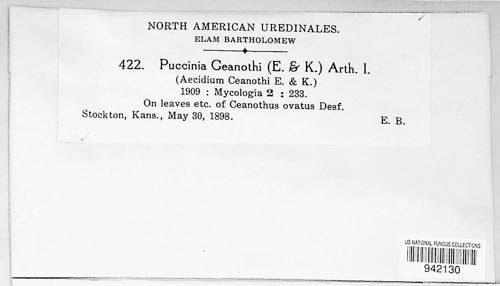 NORTH AMERICAN UREDINALES.
ELAM BARTHOLOMEW
422. Puccinia Ceanothi (E. & K.) Arth. I.
(Aecidium Ceanothi E. & K.)
1909 : Mycologia 2 : 233.
On leaves etc. of Ceanothus ovatus Desf.
Stockton, Kans., May 30, 1898. E. B.
US NATIONAL FUNGUS COLLECTIONS
942130